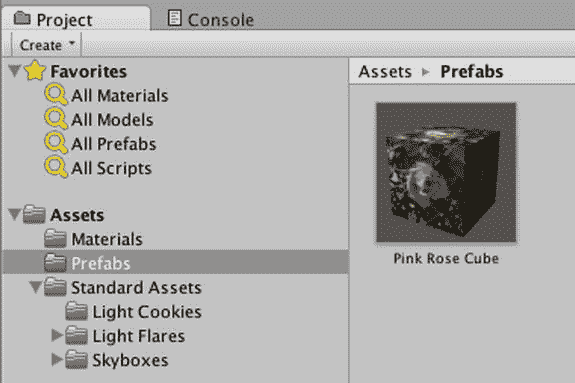 Project
Console
Create
Favorites
All Materials
All Models
All Prefabs
All Scripts
Assets
Materials
Prefabs
Standard Assets
Light Cookies
Light Flares
Skyboxes
Assets ▸ Prefabs
Pink Rose Cube